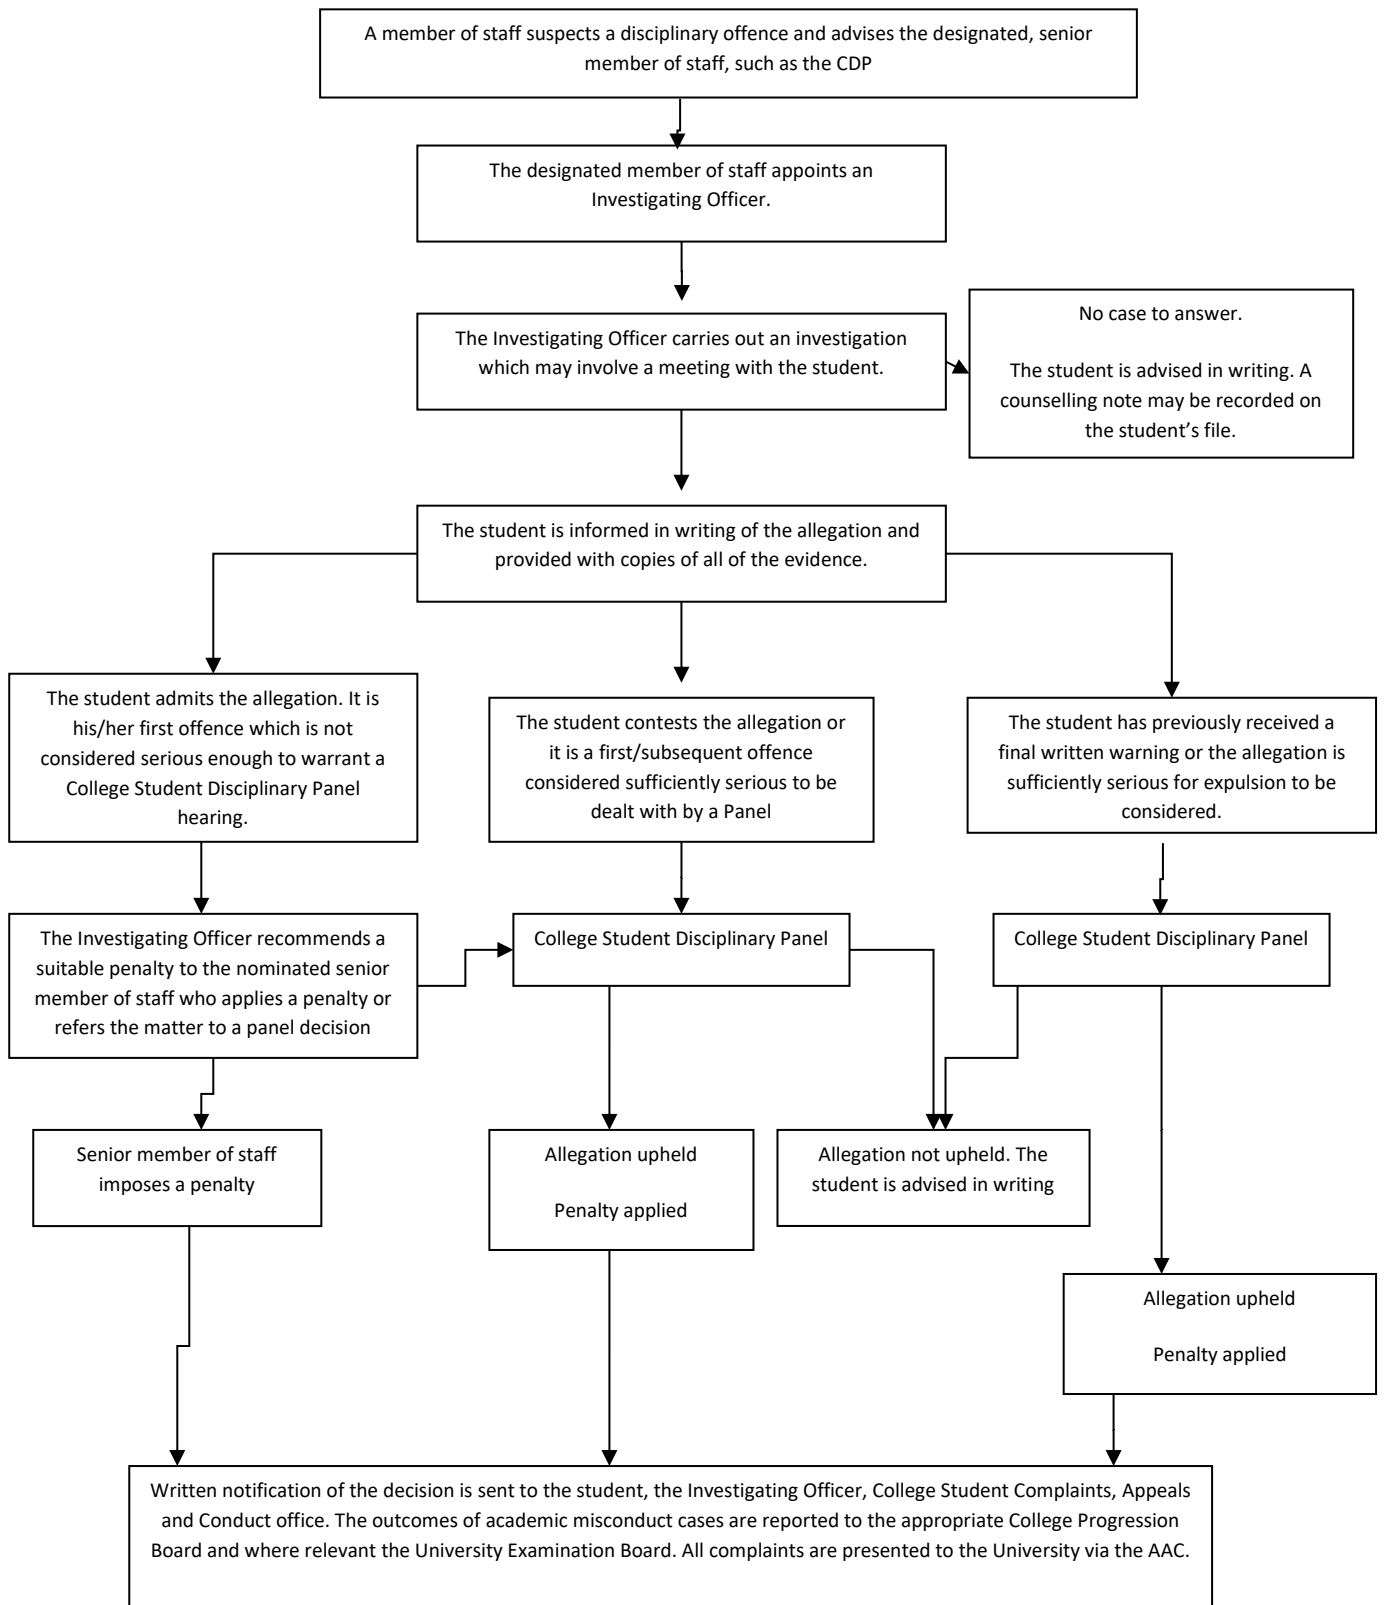 A member of staff suspects a disciplinary offence and advises the designated, senior
member of staff, such as the CDP
The designated member of staff appoints an
Investigating Officer.
The Investigating Officer carries out an investigation
which may involve a meeting with the student.
No case to answer.
The student is advised in writing. A
counselling note may be recorded on
the student’s file.
The student is informed in writing of the allegation and
provided with copies of all of the evidence.
The student admits the allegation. It is
his/her first offence which is not
considered serious enough to warrant a
College Student Disciplinary Panel
hearing.
The student contests the allegation or
it is a first/subsequent offence
considered sufficiently serious to be
dealt with by a Panel
The student has previously received a
final written warning or the allegation is
sufficiently serious for expulsion to be
considered.
The Investigating Officer recommends a
suitable penalty to the nominated senior
member of staff who applies a penalty or
refers the matter to a panel decision
College Student Disciplinary Panel
College Student Disciplinary Panel
Senior member of staff
imposes a penalty
Allegation upheld
Penalty applied
Allegation not upheld. The
student is advised in writing
Allegation upheld
Penalty applied
Written notification of the decision is sent to the student, the Investigating Officer, College Student Complaints, Appeals
and Conduct office. The outcomes of academic misconduct cases are reported to the appropriate College Progression
Board and where relevant the University Examination Board. All complaints are presented to the University via the AAC.